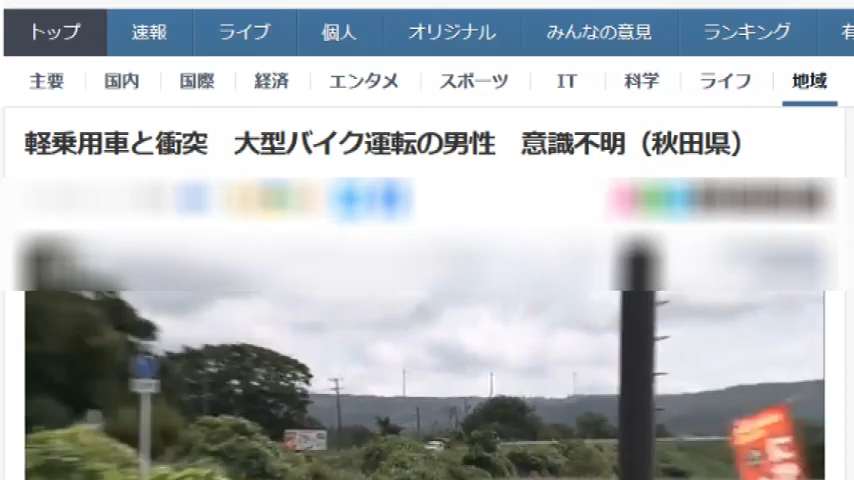 トップ 速報 ライブ 個人 オリジナル みんなの意見 ランキング 有
主要 国内 国際 経済 エンタメ スポーツ IT 科学 ライフ 地域
軽乗用車と衝突 大型バイク運転の男性 意識不明（秋田県）